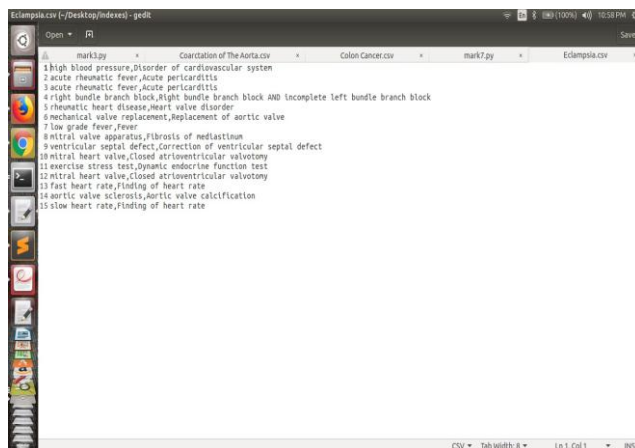 Eclampsia.csv (~/Desktop/indexes) - gedit
En (100%) 10:58 PM
Open Save
mark3.py x Coarctation of The Aorta.csv x Colon Cancer.csv x mark7.py x Eclampsia.csv x
1 high blood pressure,Disorder of cardiovascular system
2 acute rheumatic fever,Acute pericarditis
3 acute rheumatic fever,Acute pericarditis
4 right bundle branch block,Right bundle branch block AND incomplete left bundle branch block
5 rheumatic heart disease,Heart valve disorder
6 mechanical valve replacement,Replacement of aortic valve
7 low grade fever,Fever
8 mitral valve apparatus,Fibrosis of mediastinum
9 ventricular septal defect,Correction of ventricular septal defect
10 mitral heart valve,Closed atrioventricular valvotomy
11 exercise stress test,Dynamic endocrine function test
12 mitral heart valve,Closed atrioventricular valvotomy
13 fast heart rate,Finding of heart rate
14 aortic valve sclerosis,Aortic valve calcification
15 slow heart rate,Finding of heart rate
CSV Tab Width: 8 Ln 1, Col 1 INS